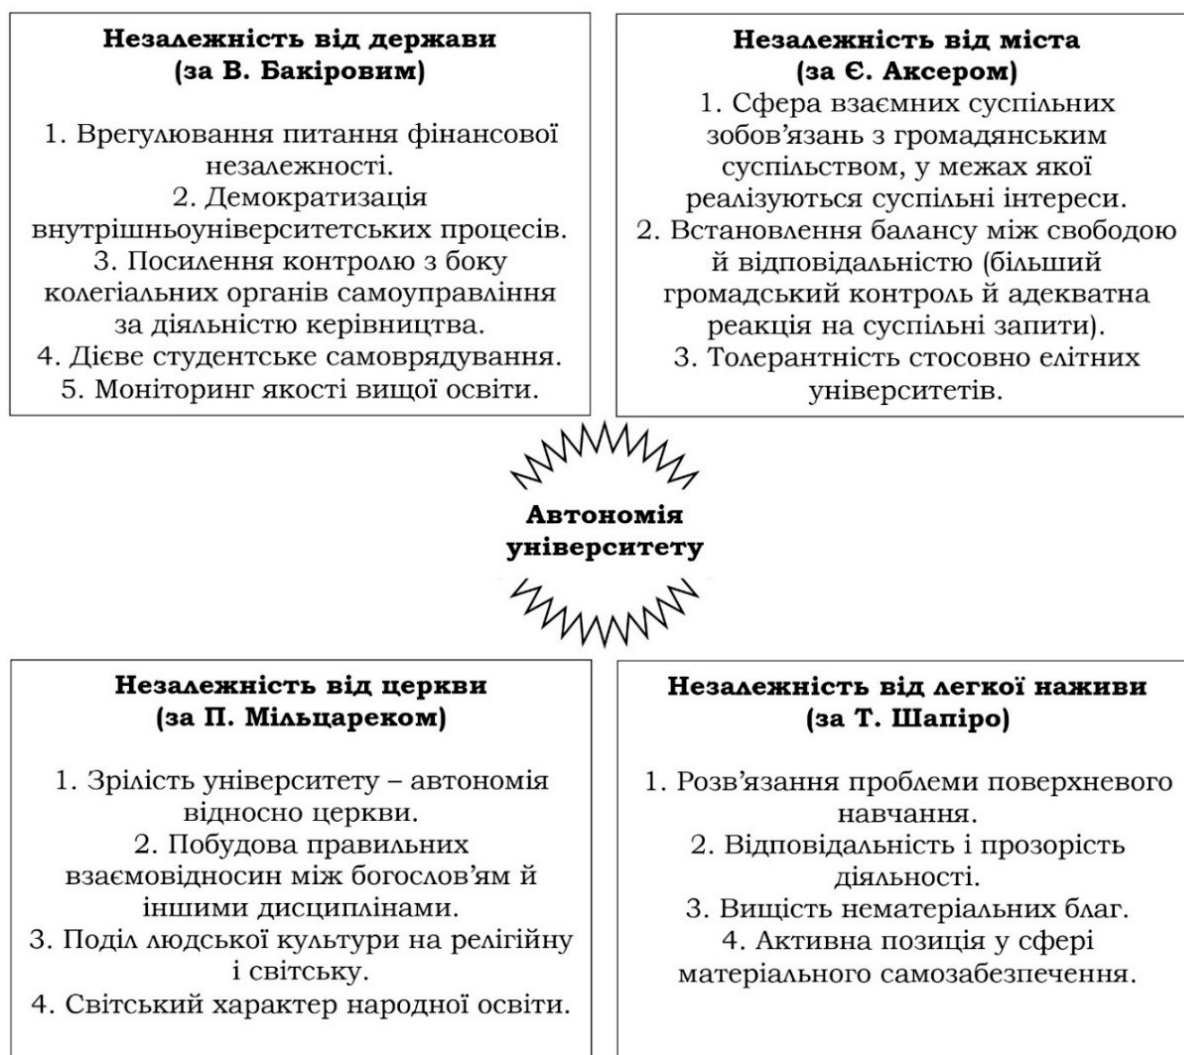 Незалежність від держави
(за В. Бакіровим)
1. Врегулювання питання фінансової
незалежності.
2. Демократизація
внутрішньоуніверситетських процесів.
3. Посилення контролю з боку
колегіальних органів самоуправління
за діяльністю керівництва.
4. Дієве студентське самоврядування.
5. Моніторинг якості вищої освіти.
Незалежність від міста
(за Є. Аксером)
1. Сфера взаємних суспільних
зобов’язань з громадянським
суспільством, у межах якої
реалізуються суспільні інтереси.
2. Встановлення балансу між свободою
й відповідальністю (більший
громадський контроль й адекватна
реакція на суспільні запити).
3. Толерантність стосовно елітних
університетів.
Автономія
університету
Незалежність від церкви
(за П. Мільцареком)
1. Зрілість університету – автономія
відносно церкви.
2. Побудова правильних
взаємовідносин між богослов’ям й
іншими дисциплінами.
3. Поділ людської культури на релігійну
і світську.
4. Світський характер народної освіти.
Незалежність від легкої наживи
(за Т. Шапіро)
1. Розв’язання проблеми поверхневого
навчання.
2. Відповідальність і прозорість
діяльності.
3. Вищість нематеріальних благ.
4. Активна позиція у сфері
матеріального самозабезпечення.